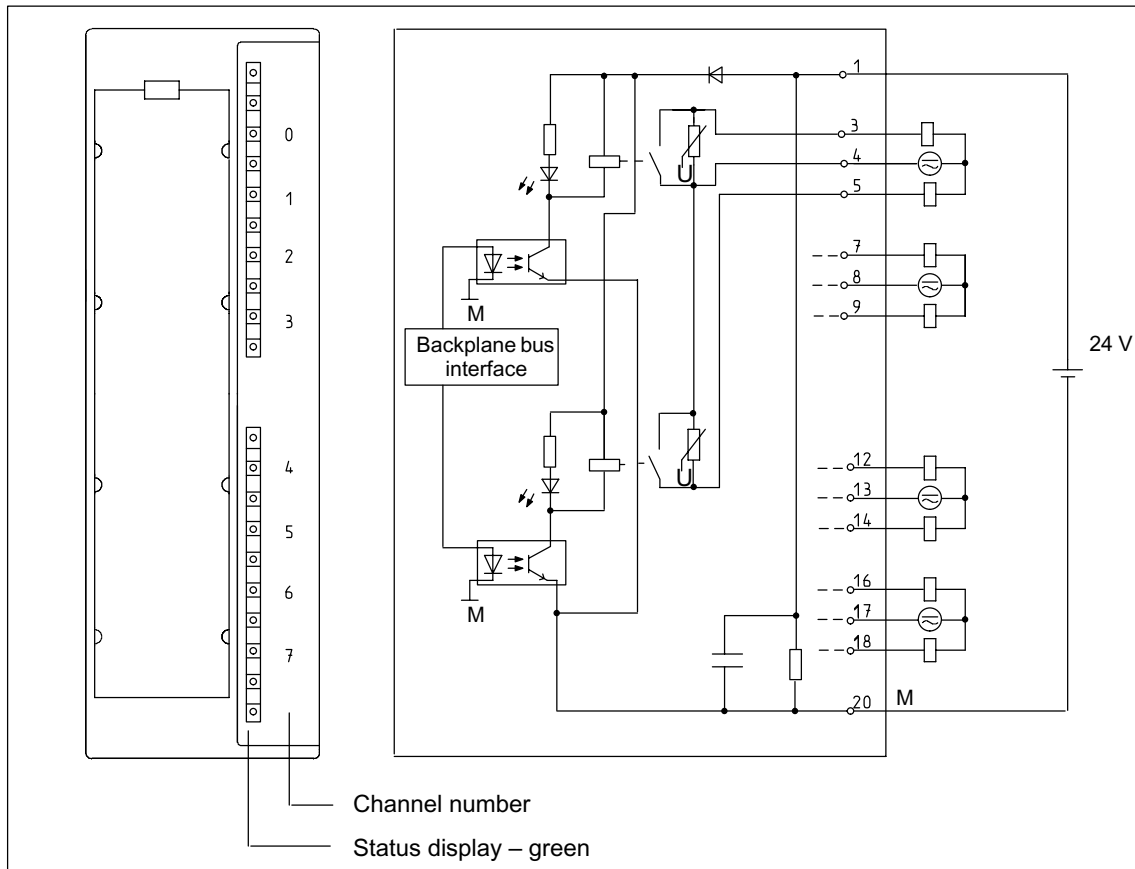 0
1
2
3
4
5
6
7
Channel number
Status display – green
1
3
4
5
7
8
9
12
13
14
16
17
18
20
M
24 V
U
U
M
Backplane bus
interface
M